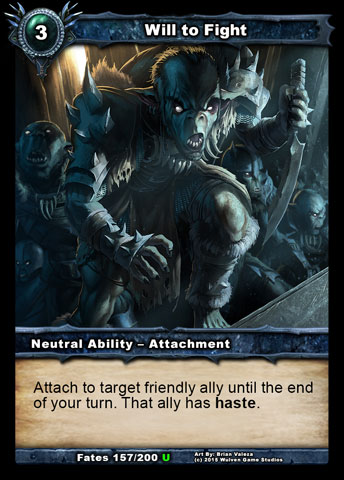 3
Will to Fight
Neutral Ability – Attachment
Attach to target friendly ally until the end
of your turn. That ally has haste.
Fates 157/200 U
Art By: Brian Valeza
(c) 2015 Wulven Game Studios